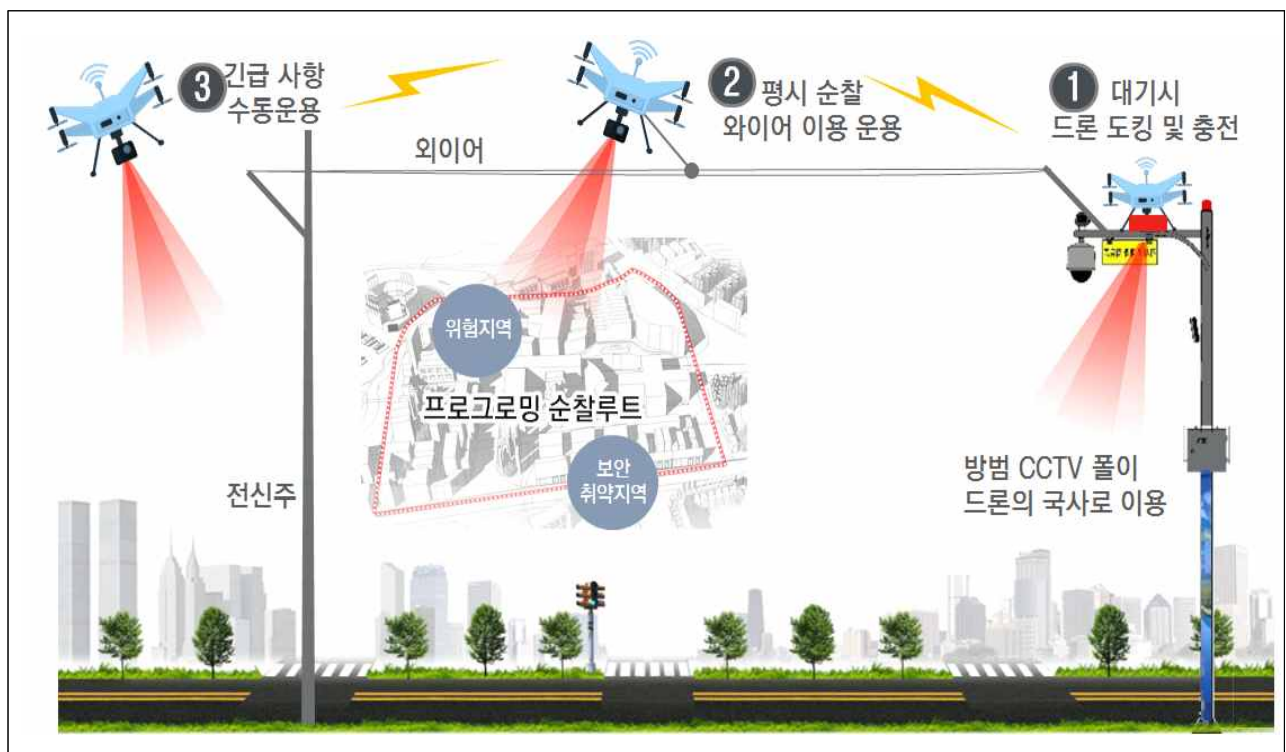 3 긴급 사항
수동운용
2 평시 순찰
와이어 이용 운용
1 대기시
드론 도킹 및 충전
외이어
위험지역
프로그로밍 순찰루트
보안
취약지역
전신주
방범 CCTV 폴이
드론의 국사로 이용